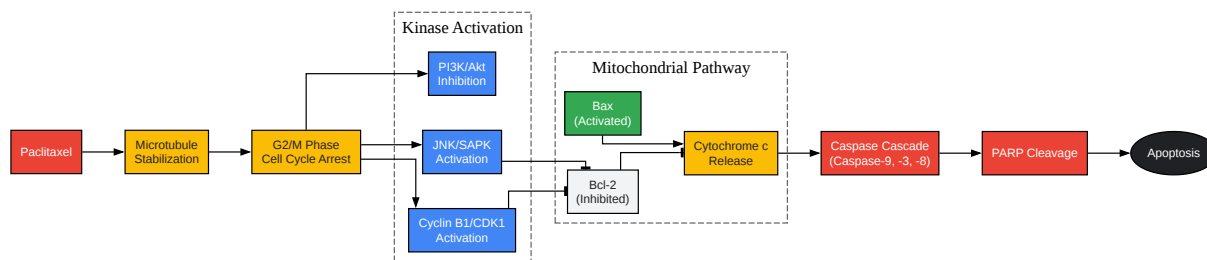 Kinase Activation
PI3K/Akt
Inhibition
Mitochondrial Pathway
Bax
(Activated)
Paclitaxel
Microtubule
Stabilization
G2/M Phase
Cell Cycle Arrest
JNK/SAPK
Activation
Cytochrome c
Release
Caspase Cascade
(Caspase-9, -3, -8)
PARP Cleavage
Apoptosis
Bcl-2
(Inhibited)
Cyclin B1/CDK1
Activation